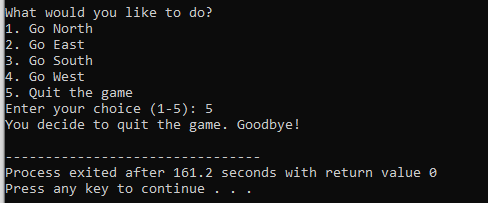 What would you like to do?
1. Go North
2. Go East
3. Go South
4. Go West
5. Quit the game
Enter your choice (1-5): 5
You decide to quit the game. Goodbye!
--------------------------------
Process exited after 161.2 seconds with return value 0
Press any key to continue . . .